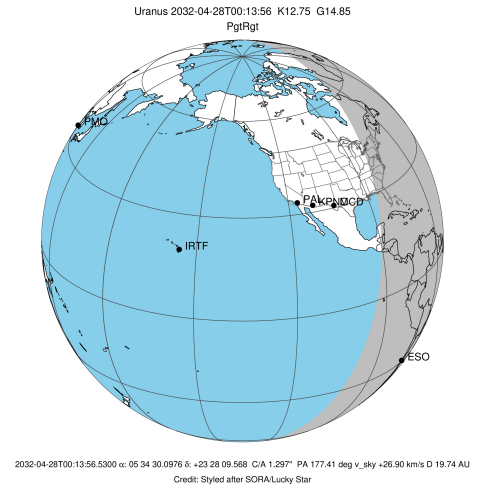 Uranus 2032-04-28T00:13:56 K12.75 G14.85
PgtRgt
PMO
PAL
KPNO
MCD
IRTF
ESO
2032-04-28T00:13:56.5300 α: 05 34 30.0976 δ: +23 28 09.568 C/A 1.297" PA 177.41 deg v_sky +26.90 km/s D 19.74 AU
Credit: Styled after SORA/Lucky Star